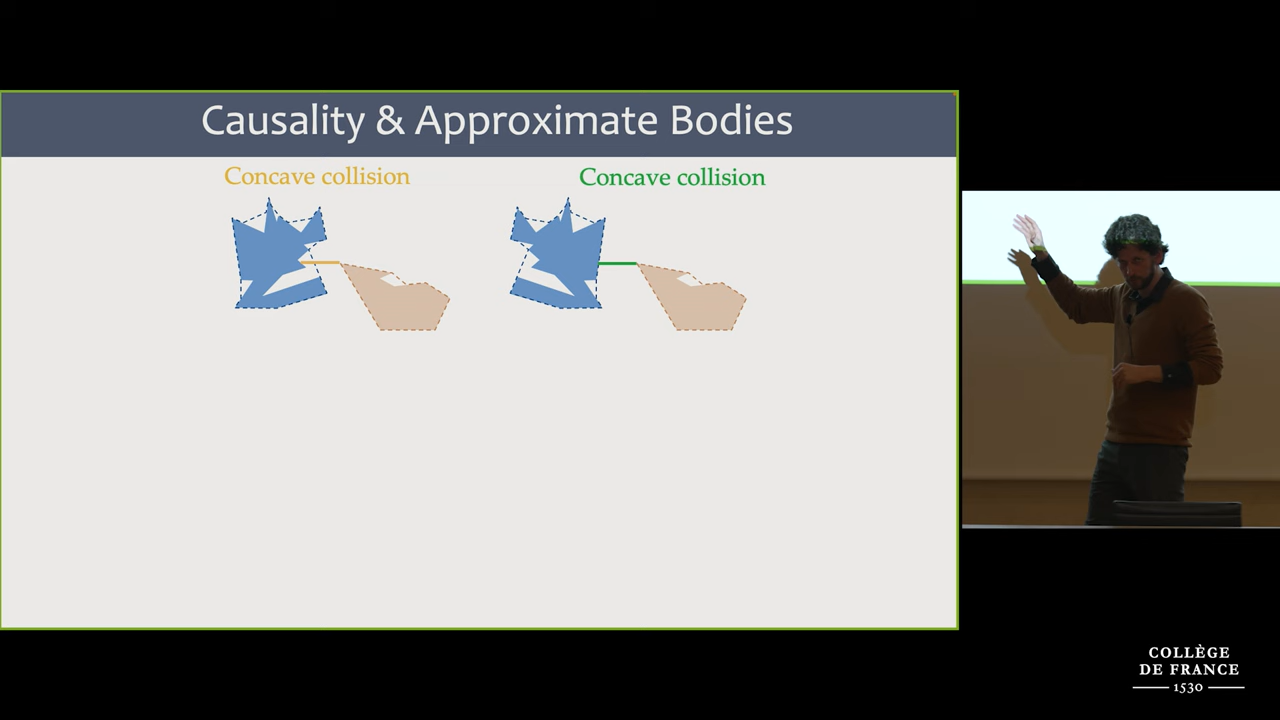 Causality & Approximate Bodies
Concave collision
Concave collision
COLLÈGE
DE FRANCE
1530